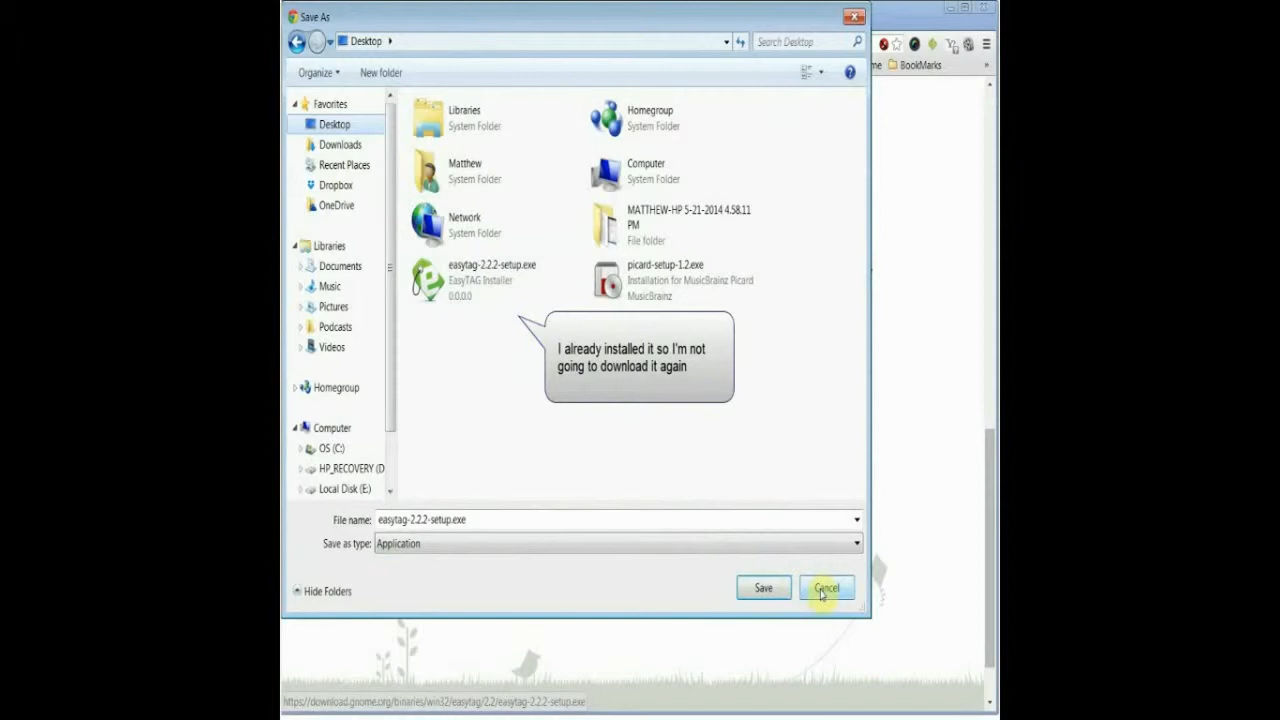 Save As
Desktop
Search Desktop
Organize
New folder
BookMarks
Favorites
Desktop
Downloads
Recent Places
Dropbox
OneDrive
Libraries
Documents
Music
Pictures
Podcasts
Videos
Homegroup
Computer
OS (C:)
HP_RECOVERY (D
Local Disk (E:)
Libraries
System Folder
Homegroup
System Folder
Matthew
System Folder
Computer
System Folder
Network
System Folder
MATTHEW-HP 5-21-2014 4.58.11
PM
File folder
easytag-2.2.2-setup.exe
EasyTAG Installer
0.0.0.0
picard-setup-1.2.exe
Installation for MusicBrainz Picard
MusicBrainz
I already installed it so I'm not
going to download it again
File name: easytag-2.2.2-setup.exe
Save as type: Application
Hide Folders
Save
Cancel
https://download.gnome.org/binaries/win32/easytag/2.2/easytag-2.2.2-setup.exe